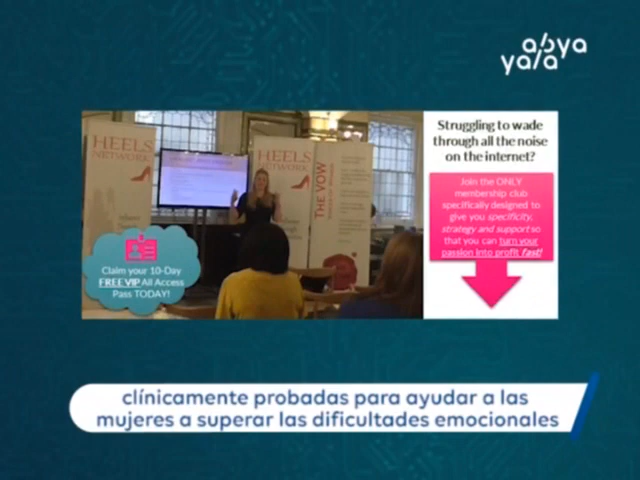 abya
yala
Struggling to wade
through all the noise
on the internet?
HEELS
NETWORK
HEELS
NETWORK
THE VOW
Join the ONLY
membership club
specifically designed to
give you specificity,
strategy and support so
that you can turn your
passion into profit fast!
Claim your 10-Day
FREE VIP All Access
Pass TODAY!
clínicamente probadas para ayudar a las
mujeres a superar las dificultades emocionales